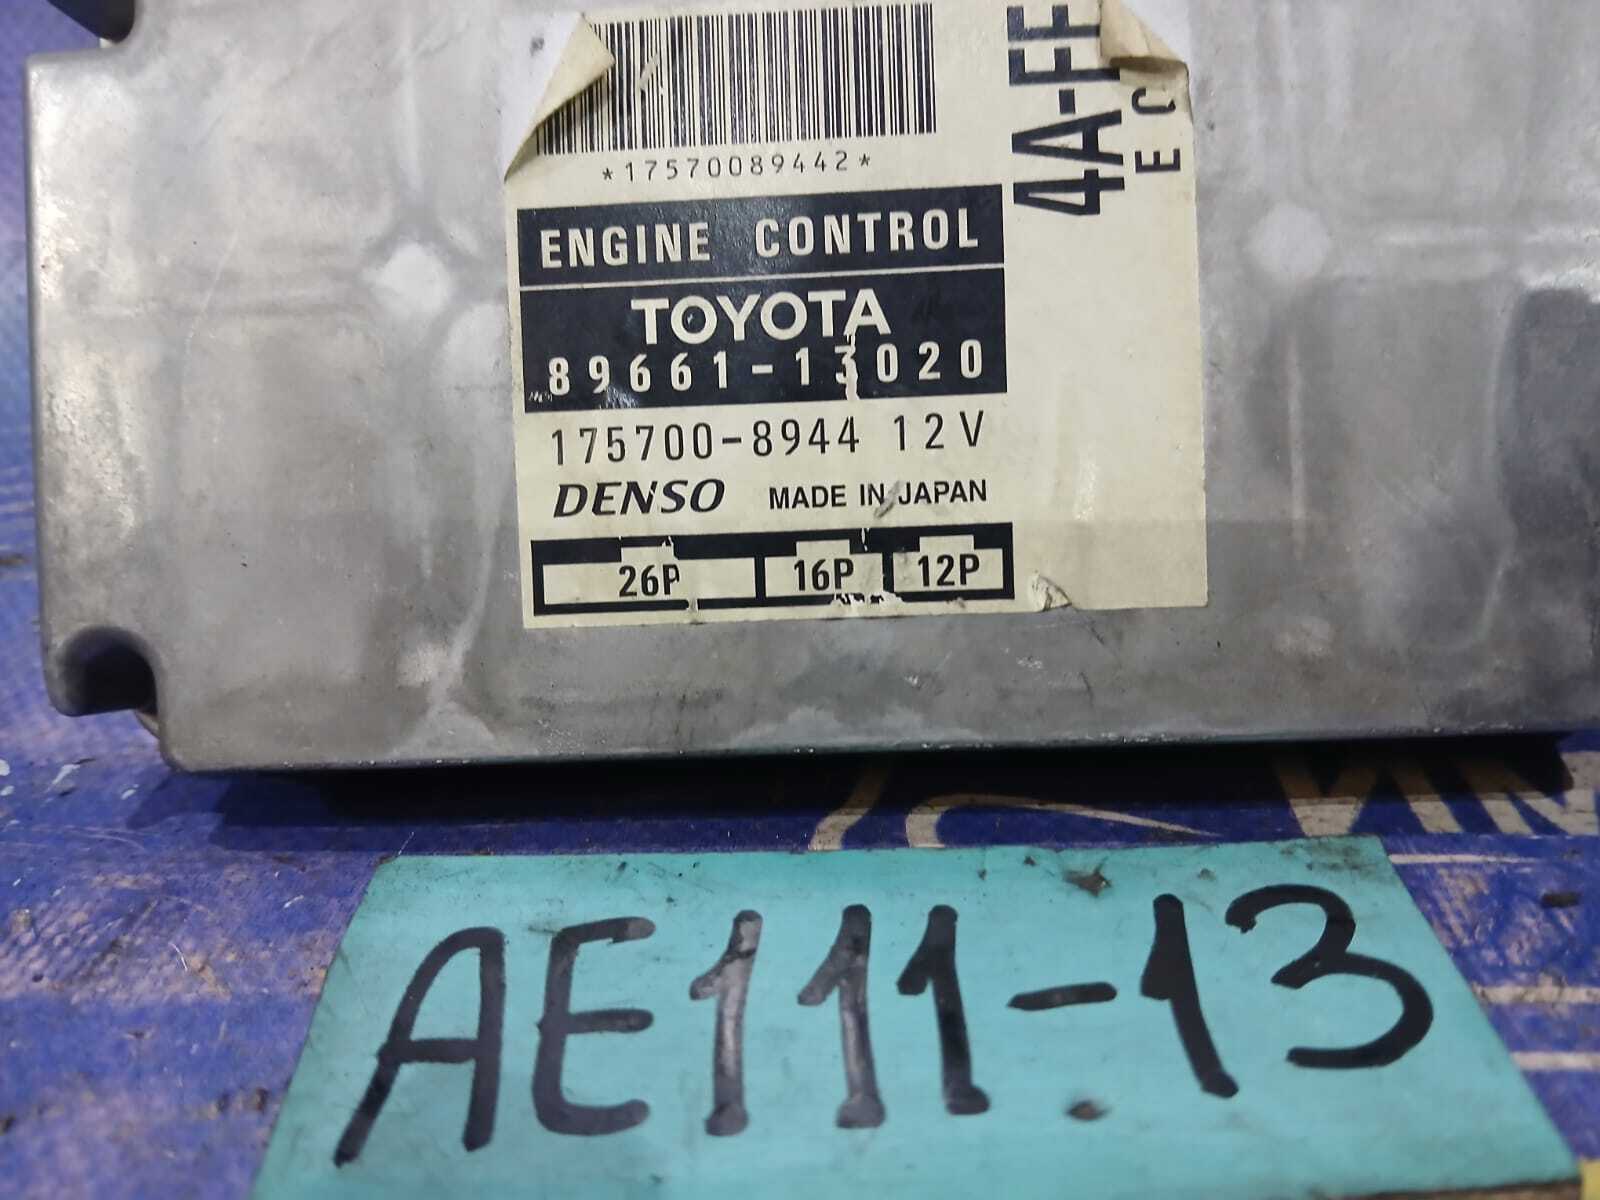 *17570089442*
ENGINE CONTROL
TOYOTA
89661-13020
175700-8944 12V
DENSO MADE IN JAPAN
26P 16P 12P
4A-F
EC
AE111-13